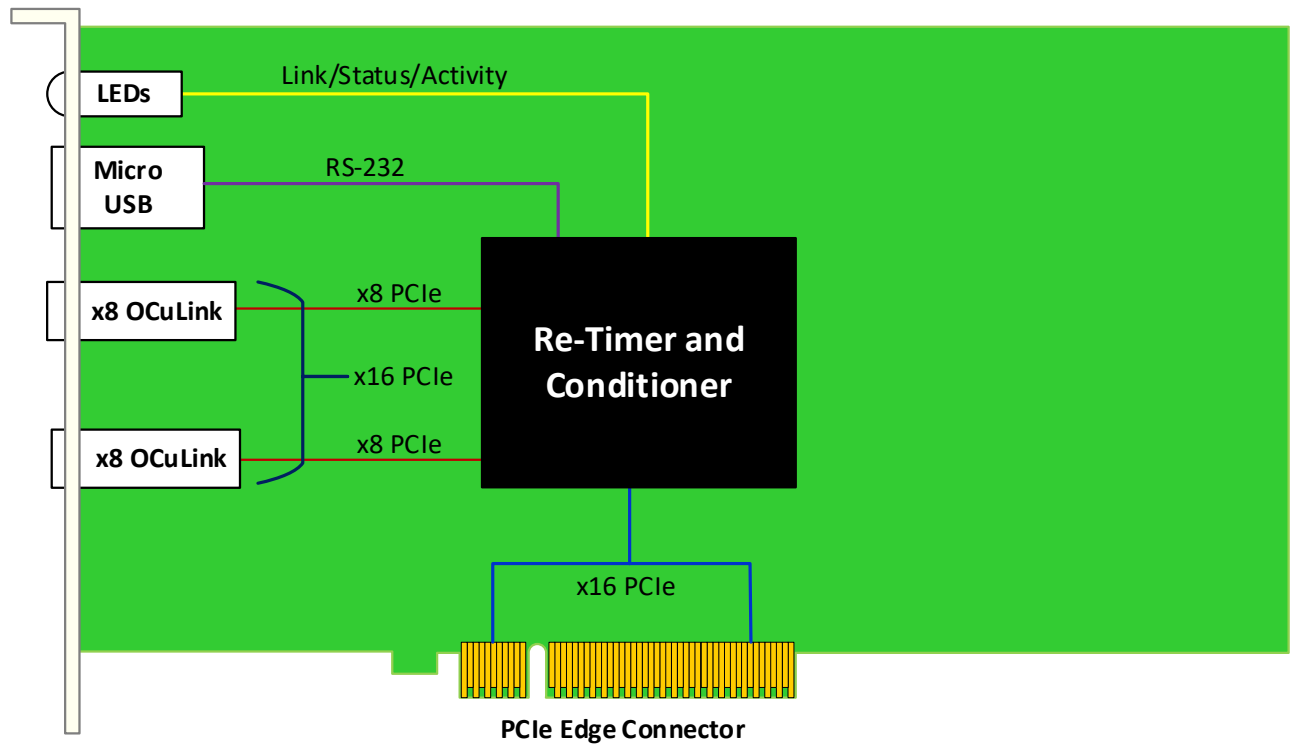 Link/Status/Activity
LEDs
Micro
USB
RS-232
x8 OCuLink
x8 PCIe
Re-Timer and
Conditioner
x16 PCIe
x8 OCuLink
x8 PCIe
x16 PCIe
PCIe Edge Connector